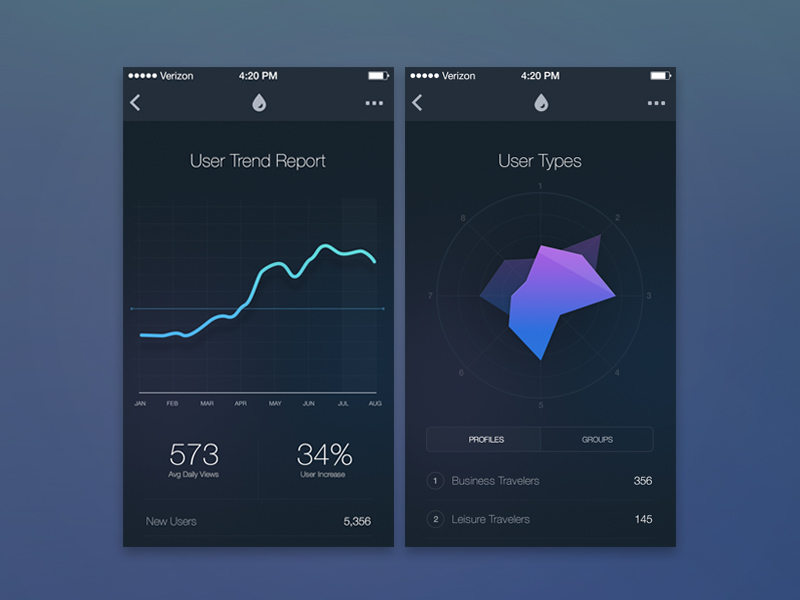 Verizon 4:20 PM
User Trend Report
JAN FEB MAR APR MAY JUN JUL AUG
573 34%
Avg Daily Views User Increase
New Users 5,356
Verizon 4:20 PM
User Types
1
8 2
7 3
6 4
5
PROFILES GROUPS
1 Business Travelers 356
2 Leisure Travelers 145